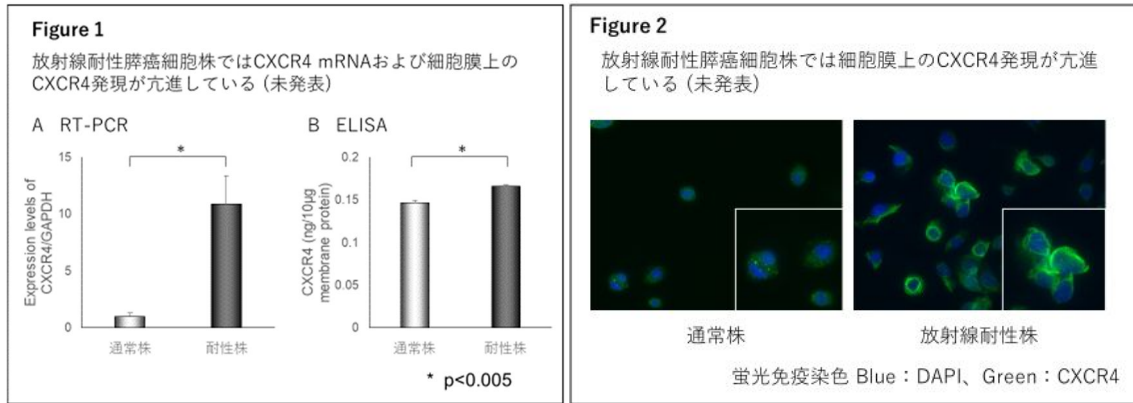 Figure 1
放射線耐性膵癌細胞株ではCXCR4 mRNAおよび細胞膜上の
CXCR4発現が亢進している (未発表)
A RT-PCR
Expression levels of
CXCR4/GAPDH
15
10
5
0
*
通常株
耐性株
B ELISA
CXCR4 (ng/10μg
membrane protein)
0.2
0.15
0.1
0.05
0
*
通常株
耐性株
* p<0.005
Figure 2
放射線耐性膵癌細胞株では細胞膜上のCXCR4発現が亢進
している (未発表)
通常株
放射線耐性株
蛍光免疫染色 Blue：DAPI、Green：CXCR4